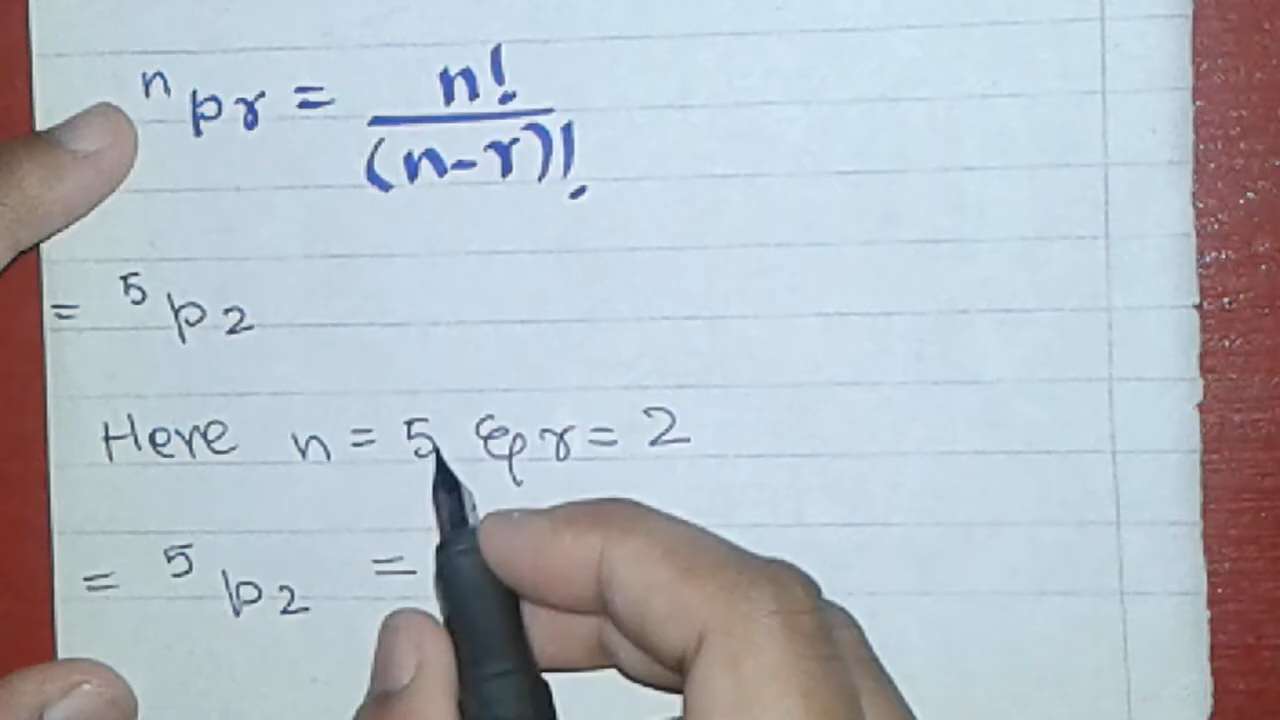 ⁿpr = n!/(n-r)!
= ⁵p₂
Here n = 5 & r = 2
= ⁵p₂ =